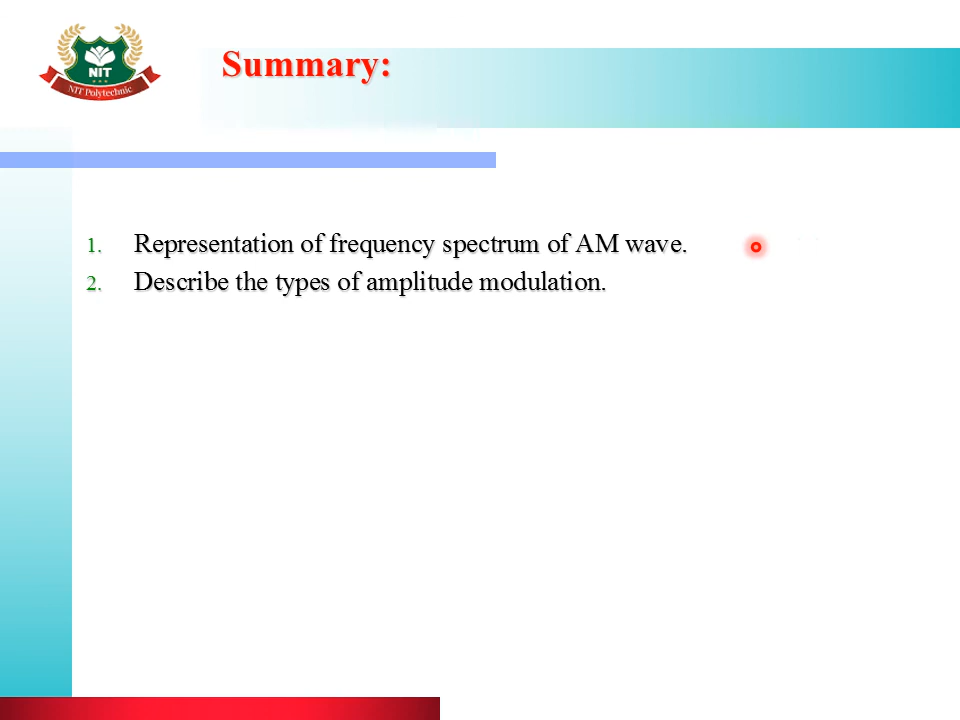 NIT
NIT Polytechnic
Summary:
1. Representation of frequency spectrum of AM wave.
2. Describe the types of amplitude modulation.